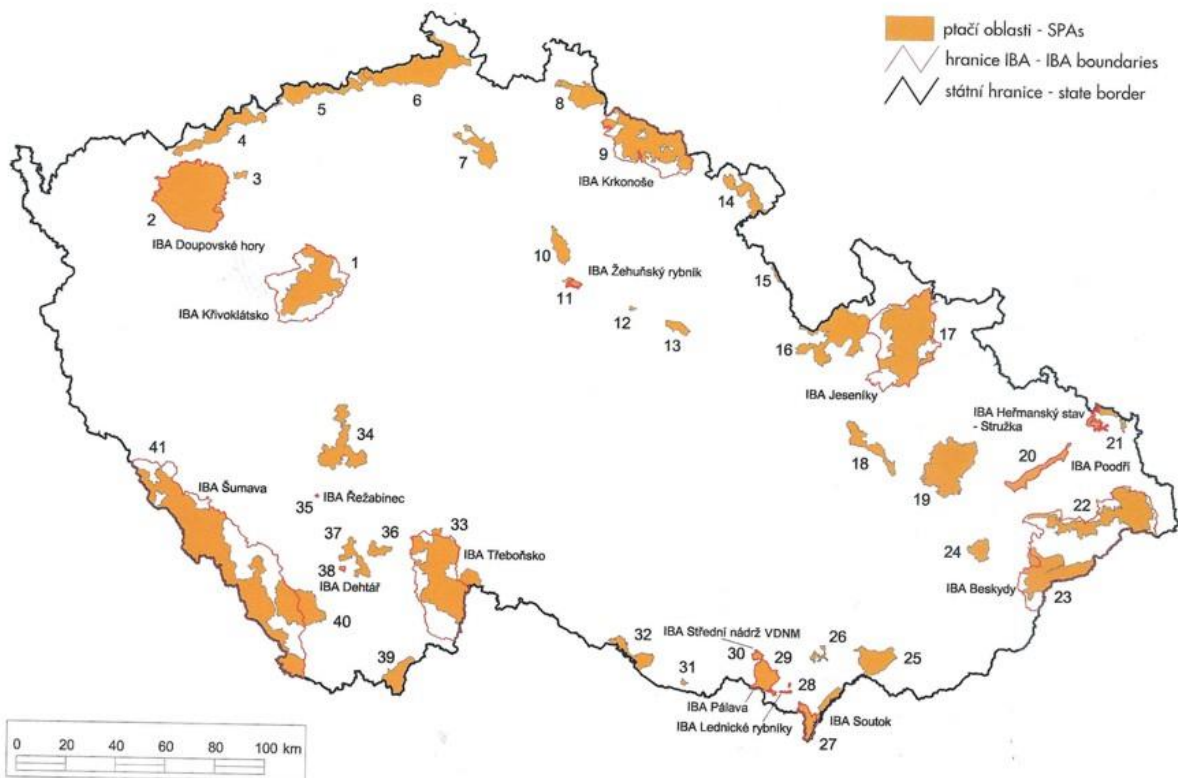 ptačí oblasti - SPAs
hranice IBA - IBA boundaries
státní hranice - state border
6
5
8
4
7
9
3
IBA Krkonoše
14
2
IBA Doupovské hory
1
10
15
IBA Žehuňský rybník
11
IBA Křivoklátsko
12
13
17
16
IBA Jeseníky
IBA Heřmanský stav
- Stružka
21
34
41
18
20
IBA Poodří
IBA Šumava
19
35
IBA Řežabinec
22
33
37
36
24
IBA Třeboňsko
38
IBA Dehtář
IBA Beskydy
23
40
IBA Střední nádrž VDNM
26
32
30
29
25
39
31
28
IBA Pálava
IBA Lednické rybníky
IBA Soutok
27
0 20 40 60 80 100 km